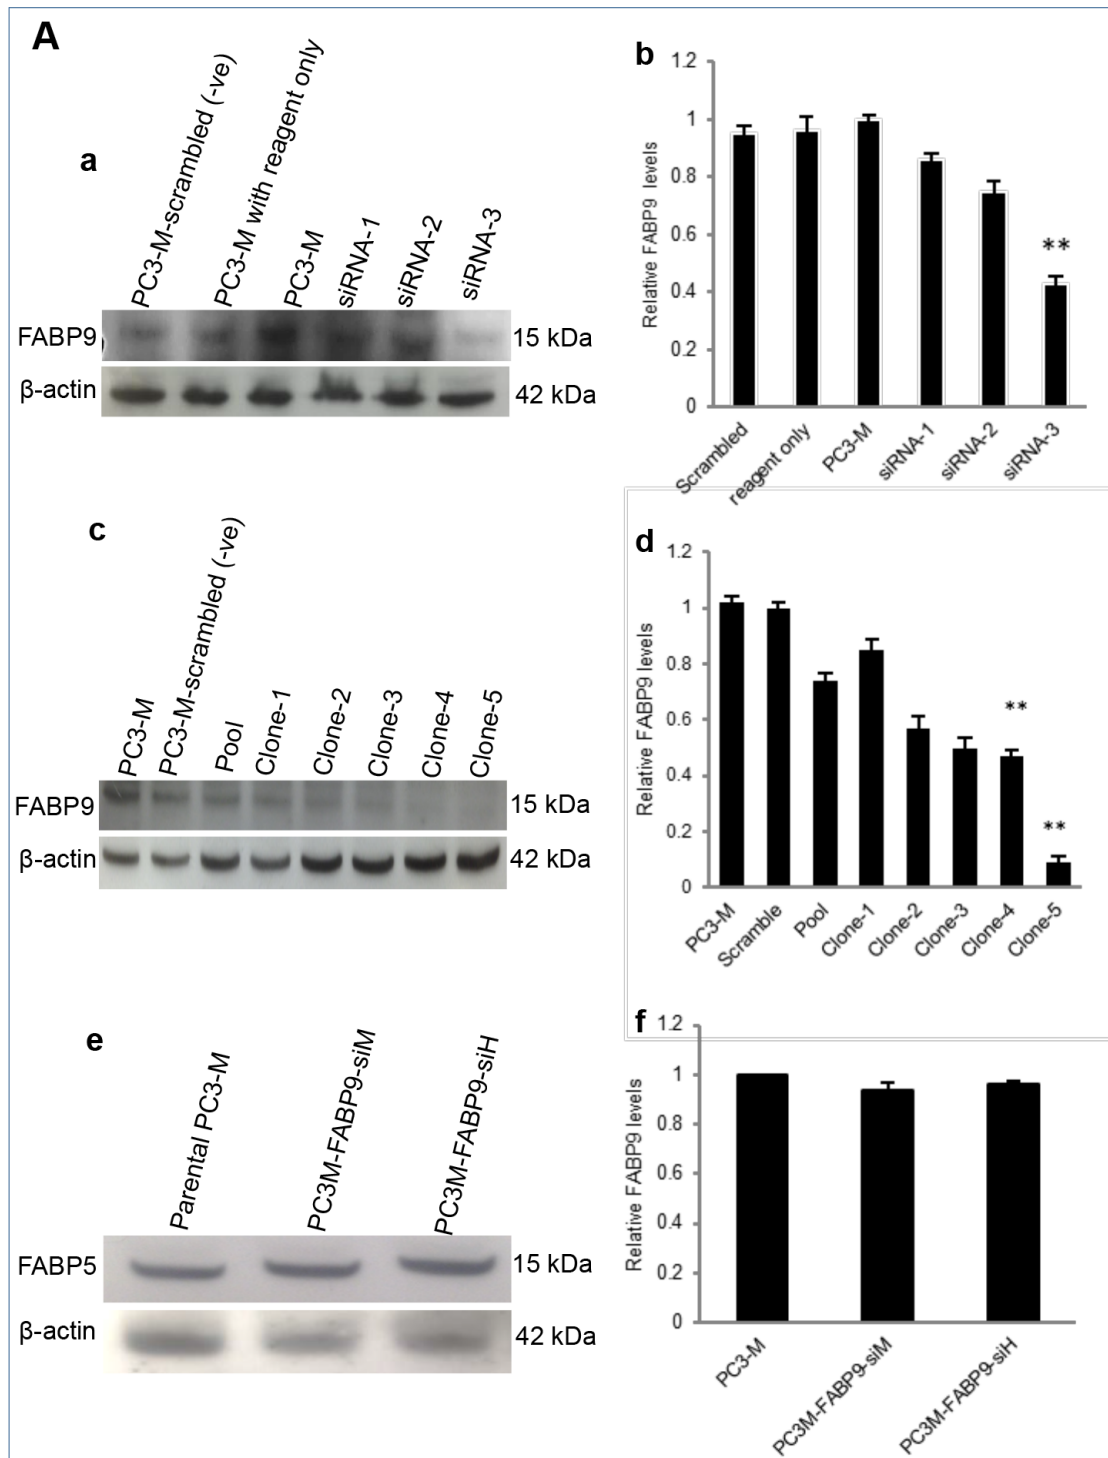 A
a
PC3-M-scrambled (-ve)
PC3-M with reagent only
PC3-M
siRNA-1
siRNA-2
siRNA-3
FABP9
15 kDa
β-actin
42 kDa
b
Relative FABP9 levels
1.2
1
0.8
0.6
0.4
0.2
0
**
Scrambled
reagent only
PC3-M
siRNA-1
siRNA-2
siRNA-3
c
PC3-M
PC3-M-scrambled (-ve)
Pool
Clone-1
Clone-2
Clone-3
Clone-4
Clone-5
FABP9
15 kDa
β-actin
42 kDa
d
Relative FABP9 levels
1.2
1
0.8
0.6
0.4
0.2
0
**
**
PC3-M
Scramble
Pool
Clone-1
Clone-2
Clone-3
Clone-4
Clone-5
e
Parental PC3-M
PC3M-FABP9-siM
PC3M-FABP9-siH
FABP5
15 kDa
β-actin
42 kDa
f
Relative FABP9 levels
1.2
1
0.8
0.6
0.4
0.2
0
PC3-M
PC3M-FABP9-siM
PC3M-FABP9-siH